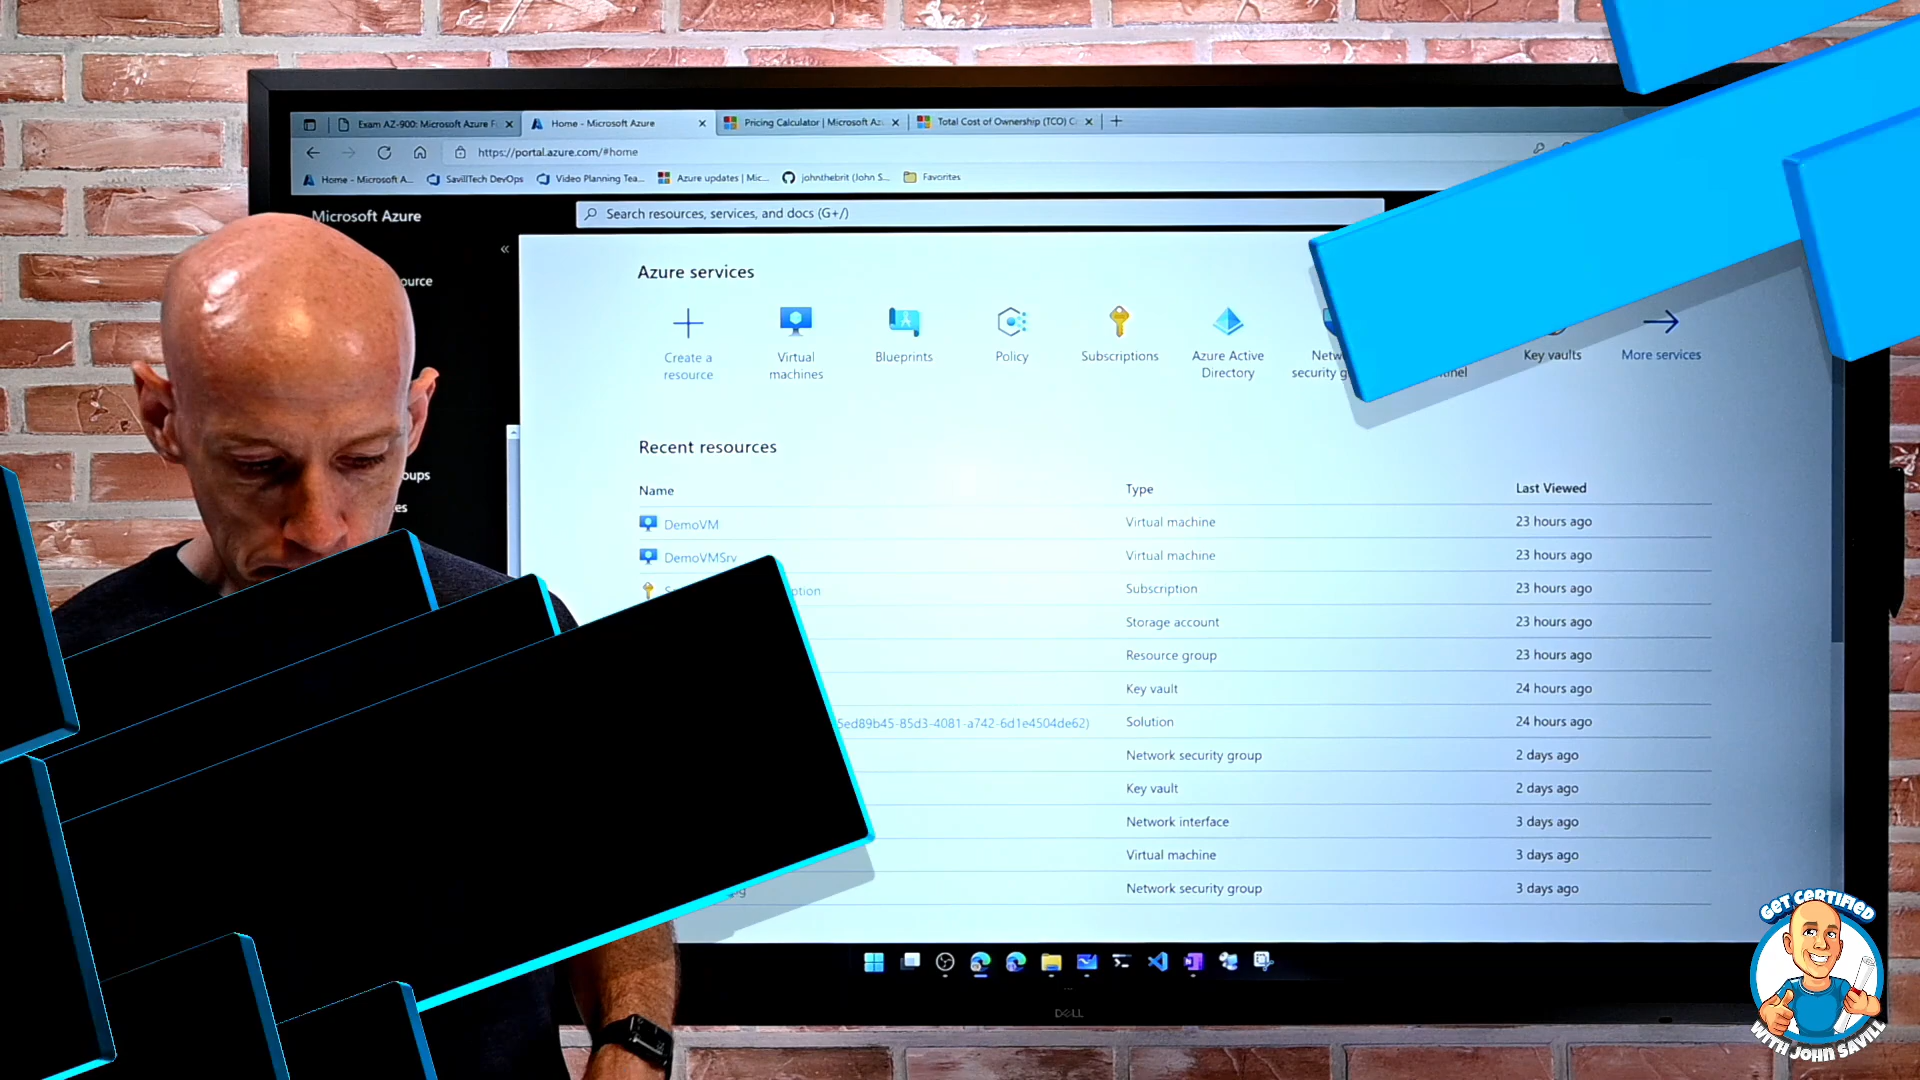 Exam AZ-900: Microsoft Azure F
Home - Microsoft Azure
Pricing Calculator | Microsoft Az
Total Cost of Ownership (TCO) C
https://portal.azure.com/#home
Home - Microsoft A...
SavillTech DevOps
Video Planning Tea...
Azure updates | Mic...
johnthebrit (John S...
Favorites
Microsoft Azure
Search resources, services, and docs (G+/)
«
ource
oups
es
Azure services
Create a
resource
Virtual
machines
Blueprints
Policy
Subscriptions
Azure Active
Directory
Netw
security g
nel
Key vaults
More services
Recent resources
Name Type Last Viewed
DemoVM Virtual machine 23 hours ago
DemoVMSrv Virtual machine 23 hours ago
S ption Subscription 23 hours ago
Storage account 23 hours ago
Resource group 23 hours ago
Key vault 24 hours ago
5ed89b45-85d3-4081-a742-6d1e4504de62) Solution 24 hours ago
Network security group 2 days ago
Key vault 2 days ago
Network interface 3 days ago
Virtual machine 3 days ago
Network security group 3 days ago
DELL
GET CERTIFIED
WITH JOHN SAVILL